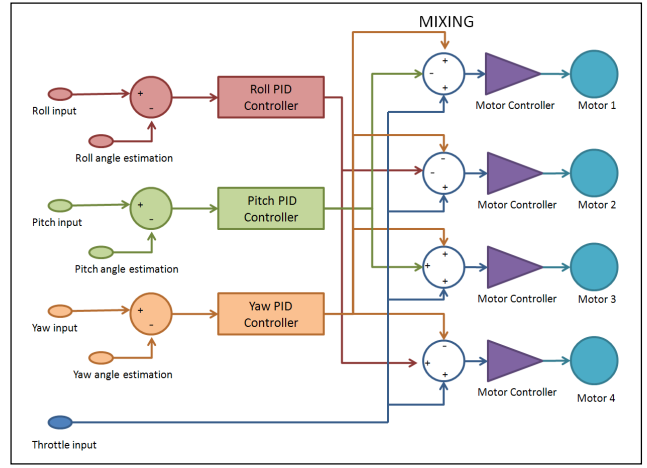 MIXING
Roll input
+
-
Roll angle estimation
Roll PID
Controller
+
-
+
Motor Controller
Motor 1
Pitch input
+
-
Pitch angle estimation
Pitch PID
Controller
-
-
+
Motor Controller
Motor 2
Yaw input
+
-
Yaw angle estimation
Yaw PID
Controller
+
+
+
Motor Controller
Motor 3
Throttle input
-
+
+
Motor Controller
Motor 4